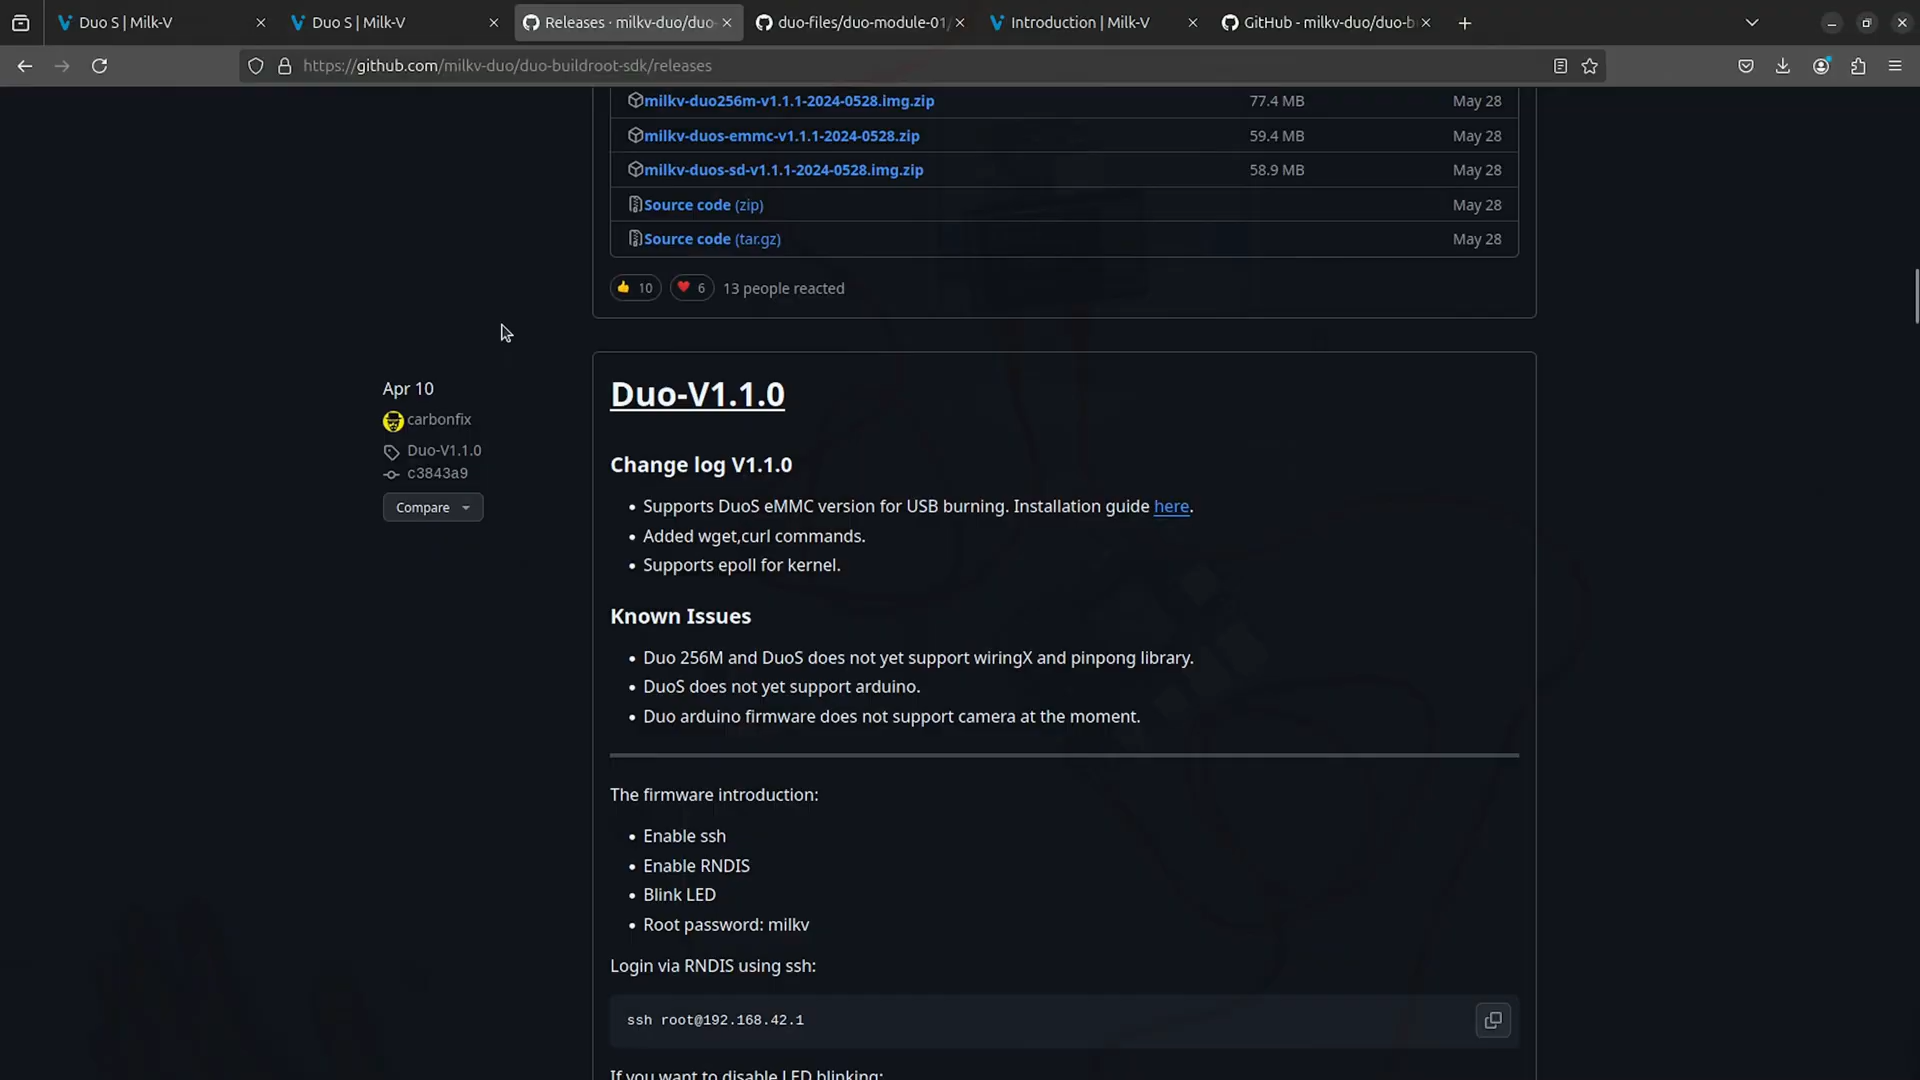 Duo S | Milk-V
Duo S | Milk-V
Releases · milkv-duo/duo-
duo-files/duo-module-01/
Introduction | Milk-V
GitHub - milkv-duo/duo-b
https://github.com/milkv-duo/duo-buildroot-sdk/releases
milkv-duo256m-v1.1.1-2024-0528.img.zip 77.4 MB May 28
milkv-duos-emmc-v1.1.1-2024-0528.zip 59.4 MB May 28
milkv-duos-sd-v1.1.1-2024-0528.img.zip 58.9 MB May 28
Source code (zip) May 28
Source code (tar.gz) May 28
10 6 13 people reacted
Apr 10
carbonfix
Duo-V1.1.0
c3843a9
Compare
Duo-V1.1.0
Change log V1.1.0
Supports DuoS eMMC version for USB burning. Installation guide here.
Added wget,curl commands.
Supports epoll for kernel.
Known Issues
Duo 256M and DuoS does not yet support wiringX and pinpong library.
DuoS does not yet support arduino.
Duo arduino firmware does not support camera at the moment.
The firmware introduction:
Enable ssh
Enable RNDIS
Blink LED
Root password: milkv
Login via RNDIS using ssh:
ssh root@192.168.42.1
If you want to disable LED blinking: